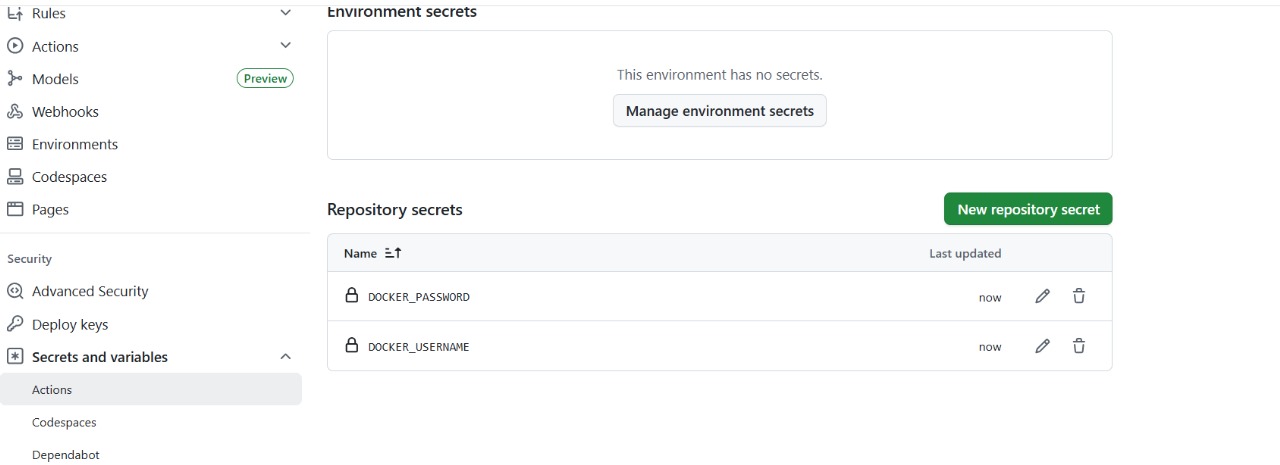 Rules
Actions
Models Preview
Webhooks
Environments
Codespaces
Pages
Security
Advanced Security
Deploy keys
Secrets and variables
Actions
Codespaces
Dependabot
Environment secrets
This environment has no secrets.
Manage environment secrets
Repository secrets New repository secret
Name Last updated
DOCKER_PASSWORD now
DOCKER_USERNAME now